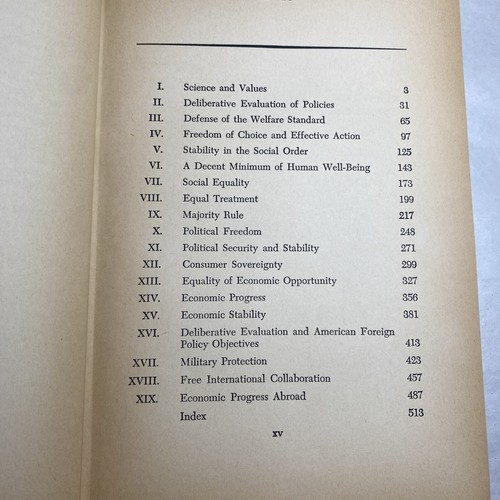 I. Science and Values 3
II. Deliberative Evaluation of Policies 31
III. Defense of the Welfare Standard 65
IV. Freedom of Choice and Effective Action 97
V. Stability in the Social Order 125
VI. A Decent Minimum of Human Well-Being 143
VII. Social Equality 173
VIII. Equal Treatment 199
IX. Majority Rule 217
X. Political Freedom 248
XI. Political Security and Stability 271
XII. Consumer Sovereignty 299
XIII. Equality of Economic Opportunity 327
XIV. Economic Progress 356
XV. Economic Stability 381
XVI. Deliberative Evaluation and American Foreign
Policy Objectives 413
XVII. Military Protection 423
XVIII. Free International Collaboration 457
XIX. Economic Progress Abroad 487
Index 513
xv